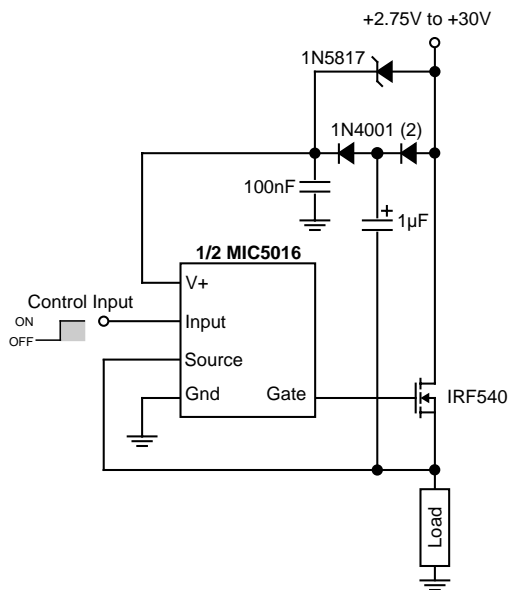 +2.75V to +30V
1N5817
1N4001 (2)
100nF
+
1µF
1/2 MIC5016
V+
Control Input
ON
OFF
Input
Source
Gnd
Gate
IRF540
Load